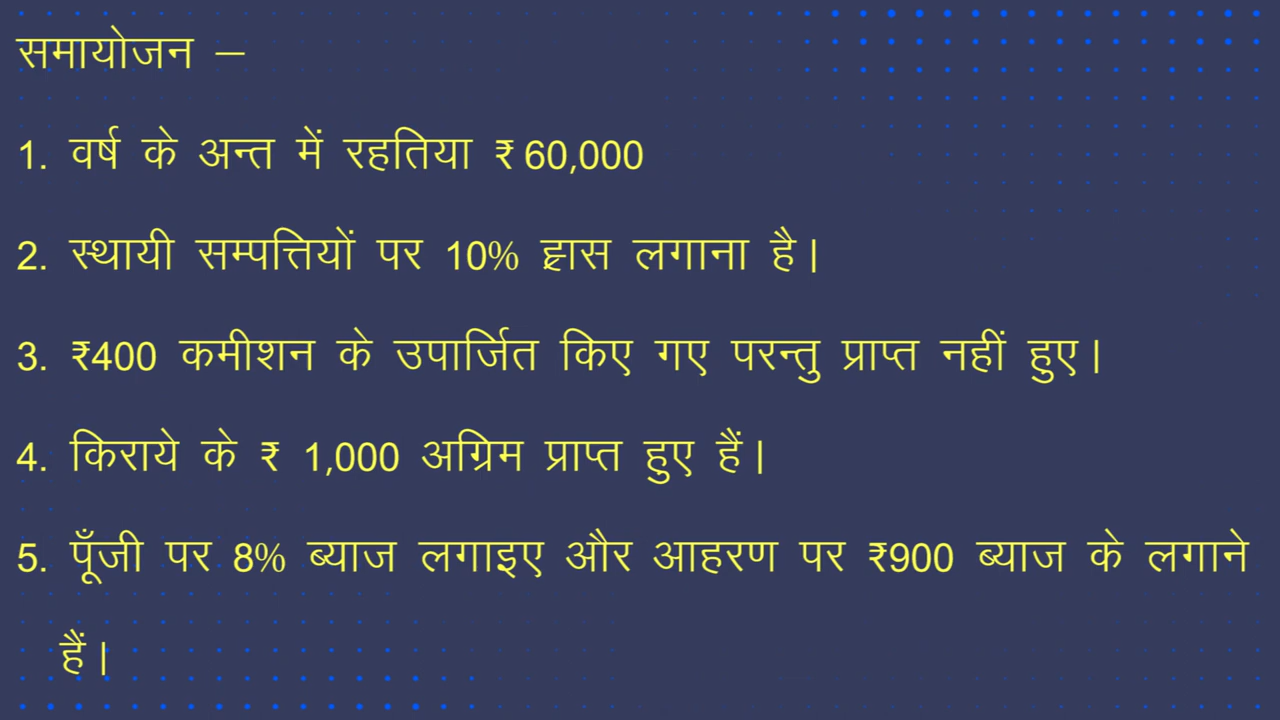 समायोजन –
1. वर्ष के अन्त में रहतिया ₹ 60,000
2. स्थायी सम्पत्तियों पर 10% ह्रास लगाना है।
3. ₹400 कमीशन के उपार्जित किए गए परन्तु प्राप्त नहीं हुए।
4. किराये के ₹ 1,000 अग्रिम प्राप्त हुए हैं।
5. पूँजी पर 8% ब्याज लगाइए और आहरण पर ₹900 ब्याज के लगाने
हैं।